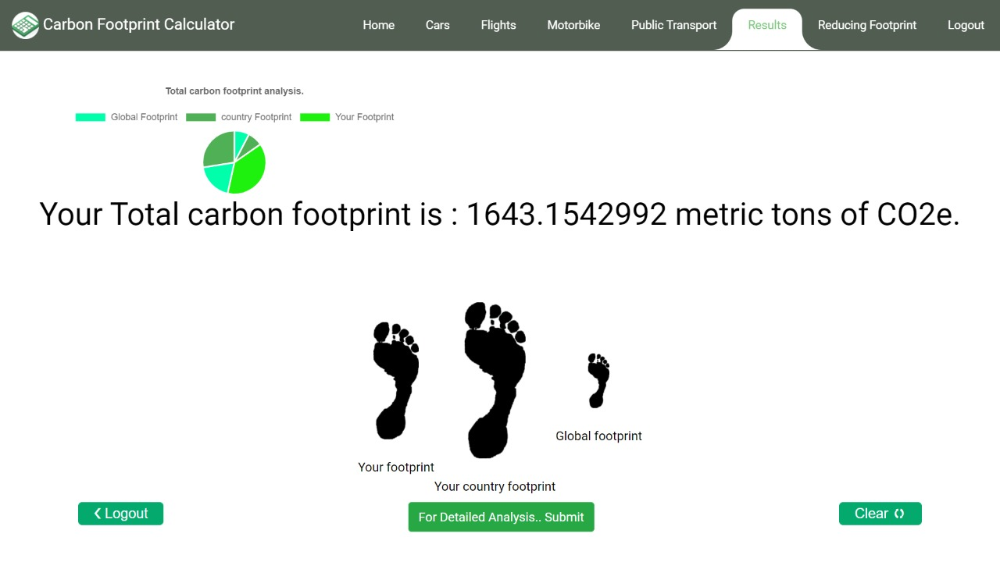 Carbon Footprint Calculator Home Cars Flights Motorbike Public Transport Results Reducing Footprint Logout
Total carbon footprint analysis.
Global Footprint country Footprint Your Footprint
Your Total carbon footprint is : 1643.1542992 metric tons of CO2e.
Global footprint
Your footprint
Your country footprint
❮ Logout For Detailed Analysis.. Submit Clear